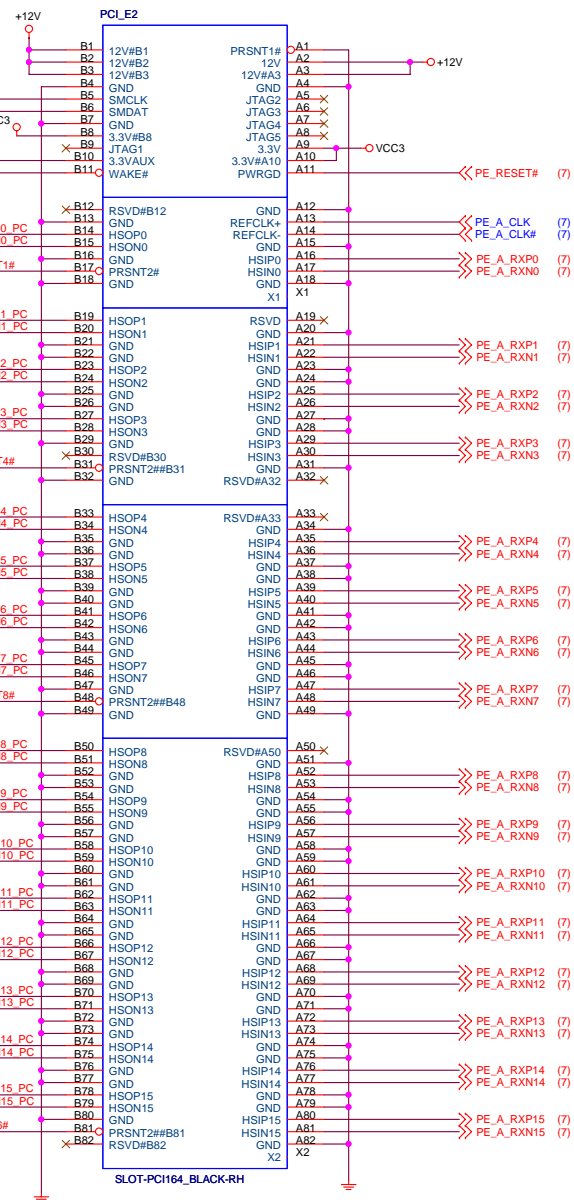 PCI_E2
+12V
B1 12V#B1 PRSNT1# A1
B2 12V#B2 12V A2 +12V
B3 12V#B3 12V#A3 A3
B4 GND GND A4
B5 SMCLK JTAG2 A5
B6 SMDAT JTAG3 A6
B7 GND JTAG4 A7
C3 B8 3.3V#B8 JTAG5 A8
B9 JTAG1 3.3V A9 VCC3
B10 3.3VAUX 3.3V#A10 A10
B11 WAKE# PWRGD A11 PE_RESET# (7)
B12 RSVD#B12 GND A12
B13 GND REFCLK+ A13 PE_A_CLK (7)
0_PC B14 HSOP0 REFCLK- A14 PE_A_CLK# (7)
0_PC B15 HSON0 GND A15
B16 GND HSIP0 A16 PE_A_RXP0 (7)
T1# B17 PRSNT2# HSIN0 A17 PE_A_RXN0 (7)
B18 GND GND A18
X1 X1
1_PC B19 HSOP1 RSVD A19
1_PC B20 HSON1 GND A20
B21 GND HSIP1 A21 PE_A_RXP1 (7)
B22 GND HSIN1 A22 PE_A_RXN1 (7)
2_PC B23 HSOP2 GND A23
2_PC B24 HSON2 GND A24
B25 GND HSIP2 A25 PE_A_RXP2 (7)
B26 GND HSIN2 A26 PE_A_RXN2 (7)
3_PC B27 HSOP3 GND A27
3_PC B28 HSON3 GND A28
B29 GND HSIP3 A29 PE_A_RXP3 (7)
B30 RSVD#B30 HSIN3 A30 PE_A_RXN3 (7)
T4# B31 PRSNT2##B31 GND A31
B32 GND RSVD#A32 A32
4_PC B33 HSOP4 RSVD#A33 A33
4_PC B34 HSON4 GND A34
B35 GND HSIP4 A35 PE_A_RXP4 (7)
B36 GND HSIN4 A36 PE_A_RXN4 (7)
5_PC B37 HSOP5 GND A37
5_PC B38 HSON5 GND A38
B39 GND HSIP5 A39 PE_A_RXP5 (7)
B40 GND HSIN5 A40 PE_A_RXN5 (7)
6_PC B41 HSOP6 GND A41
6_PC B42 HSON6 GND A42
B43 GND HSIP6 A43 PE_A_RXP6 (7)
B44 GND HSIN6 A44 PE_A_RXN6 (7)
7_PC B45 HSOP7 GND A45
7_PC B46 HSON7 GND A46
B47 GND HSIP7 A47 PE_A_RXP7 (7)
T8# B48 PRSNT2##B48 HSIN7 A48 PE_A_RXN7 (7)
B49 GND GND A49
8_PC B50 HSOP8 RSVD#A50 A50
8_PC B51 HSON8 GND A51
B52 GND HSIP8 A52 PE_A_RXP8 (7)
B53 GND HSIN8 A53 PE_A_RXN8 (7)
9_PC B54 HSOP9 GND A54
9_PC B55 HSON9 GND A55
B56 GND HSIP9 A56 PE_A_RXP9 (7)
B57 GND HSIN9 A57 PE_A_RXN9 (7)
10_PC B58 HSOP10 GND A58
10_PC B59 HSON10 GND A59
B60 GND HSIP10 A60 PE_A_RXP10 (7)
B61 GND HSIN10 A61 PE_A_RXN10 (7)
11_PC B62 HSOP11 GND A62
11_PC B63 HSON11 GND A63
B64 GND HSIP11 A64 PE_A_RXP11 (7)
B65 GND HSIN11 A65 PE_A_RXN11 (7)
12_PC B66 HSOP12 GND A66
12_PC B67 HSON12 GND A67
B68 GND HSIP12 A68 PE_A_RXP12 (7)
B69 GND HSIN12 A69 PE_A_RXN12 (7)
13_PC B70 HSOP13 GND A70
13_PC B71 HSON13 GND A71
B72 GND HSIP13 A72 PE_A_RXP13 (7)
B73 GND HSIN13 A73 PE_A_RXN13 (7)
14_PC B74 HSOP14 GND A74
14_PC B75 HSON14 GND A75
B76 GND HSIP14 A76 PE_A_RXP14 (7)
B77 GND HSIN14 A77 PE_A_RXN14 (7)
15_PC B78 HSOP15 GND A78
15_PC B79 HSON15 GND A79
B80 GND HSIP15 A80 PE_A_RXP15 (7)
B81 PRSNT2##B81 HSIN15 A81 PE_A_RXN15 (7)
B82 RSVD#B82 GND A82
X2 X2
SLOT-PCI164_BLACK-RH